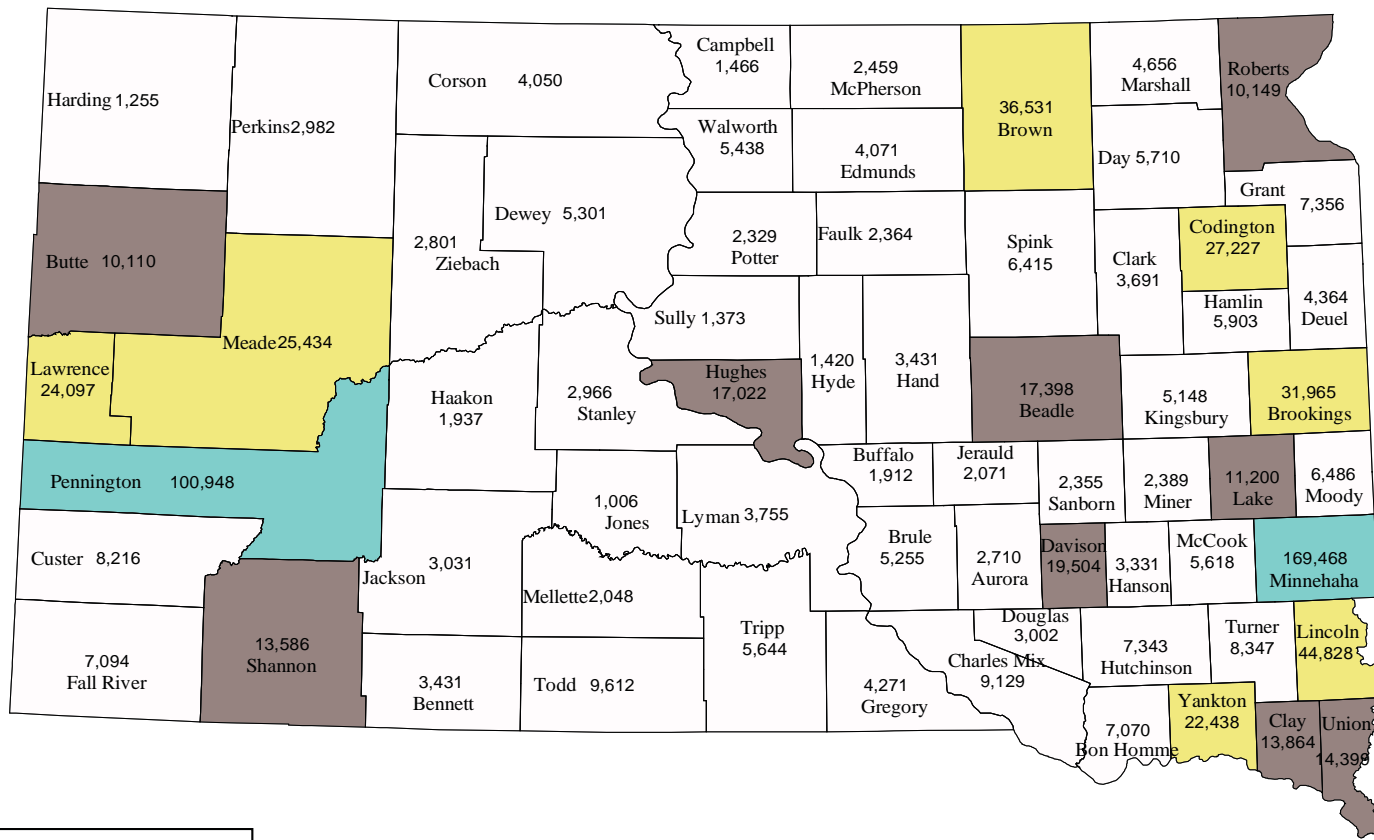 Harding 1,255
Perkins2,982
Corson 4,050
Campbell
1,466
2,459
McPherson
36,531
Brown
4,656
Marshall
Roberts
10,149
Walworth
5,438
4,071
Edmunds
Day 5,710
Grant
7,356
Butte 10,110
2,801
Ziebach
Dewey 5,301
2,329
Potter
Faulk 2,364
Spink
6,415
Clark
3,691
Codington
27,227
Hamlin
5,903
4,364
Deuel
Meade25,434
Lawrence
24,097
Sully 1,373
Haakon
1,937
2,966
Stanley
Hughes
17,022
1,420
Hyde
3,431
Hand
17,398
Beadle
5,148
Kingsbury
31,965
Brookings
Pennington 100,948
1,006
Jones
Lyman 3,755
Buffalo
1,912
Jerauld
2,071
2,355
Sanborn
2,389
Miner
11,200
Lake
6,486
Moody
Custer 8,216
Jackson 3,031
Mellette2,048
Brule
5,255
2,710
Aurora
Davison
19,504
3,331
Hanson
McCook
5,618
169,468
Minnehaha
7,094
Fall River
13,586
Shannon
3,431
Bennett
Todd 9,612
Tripp
5,644
4,271
Gregory
Charles Mix
9,129
Douglas
3,002
7,343
Hutchinson
Turner
8,347
Lincoln
44,828
7,070
Bon Homme
Yankton
22,438
Clay
13,864
Union
14,399